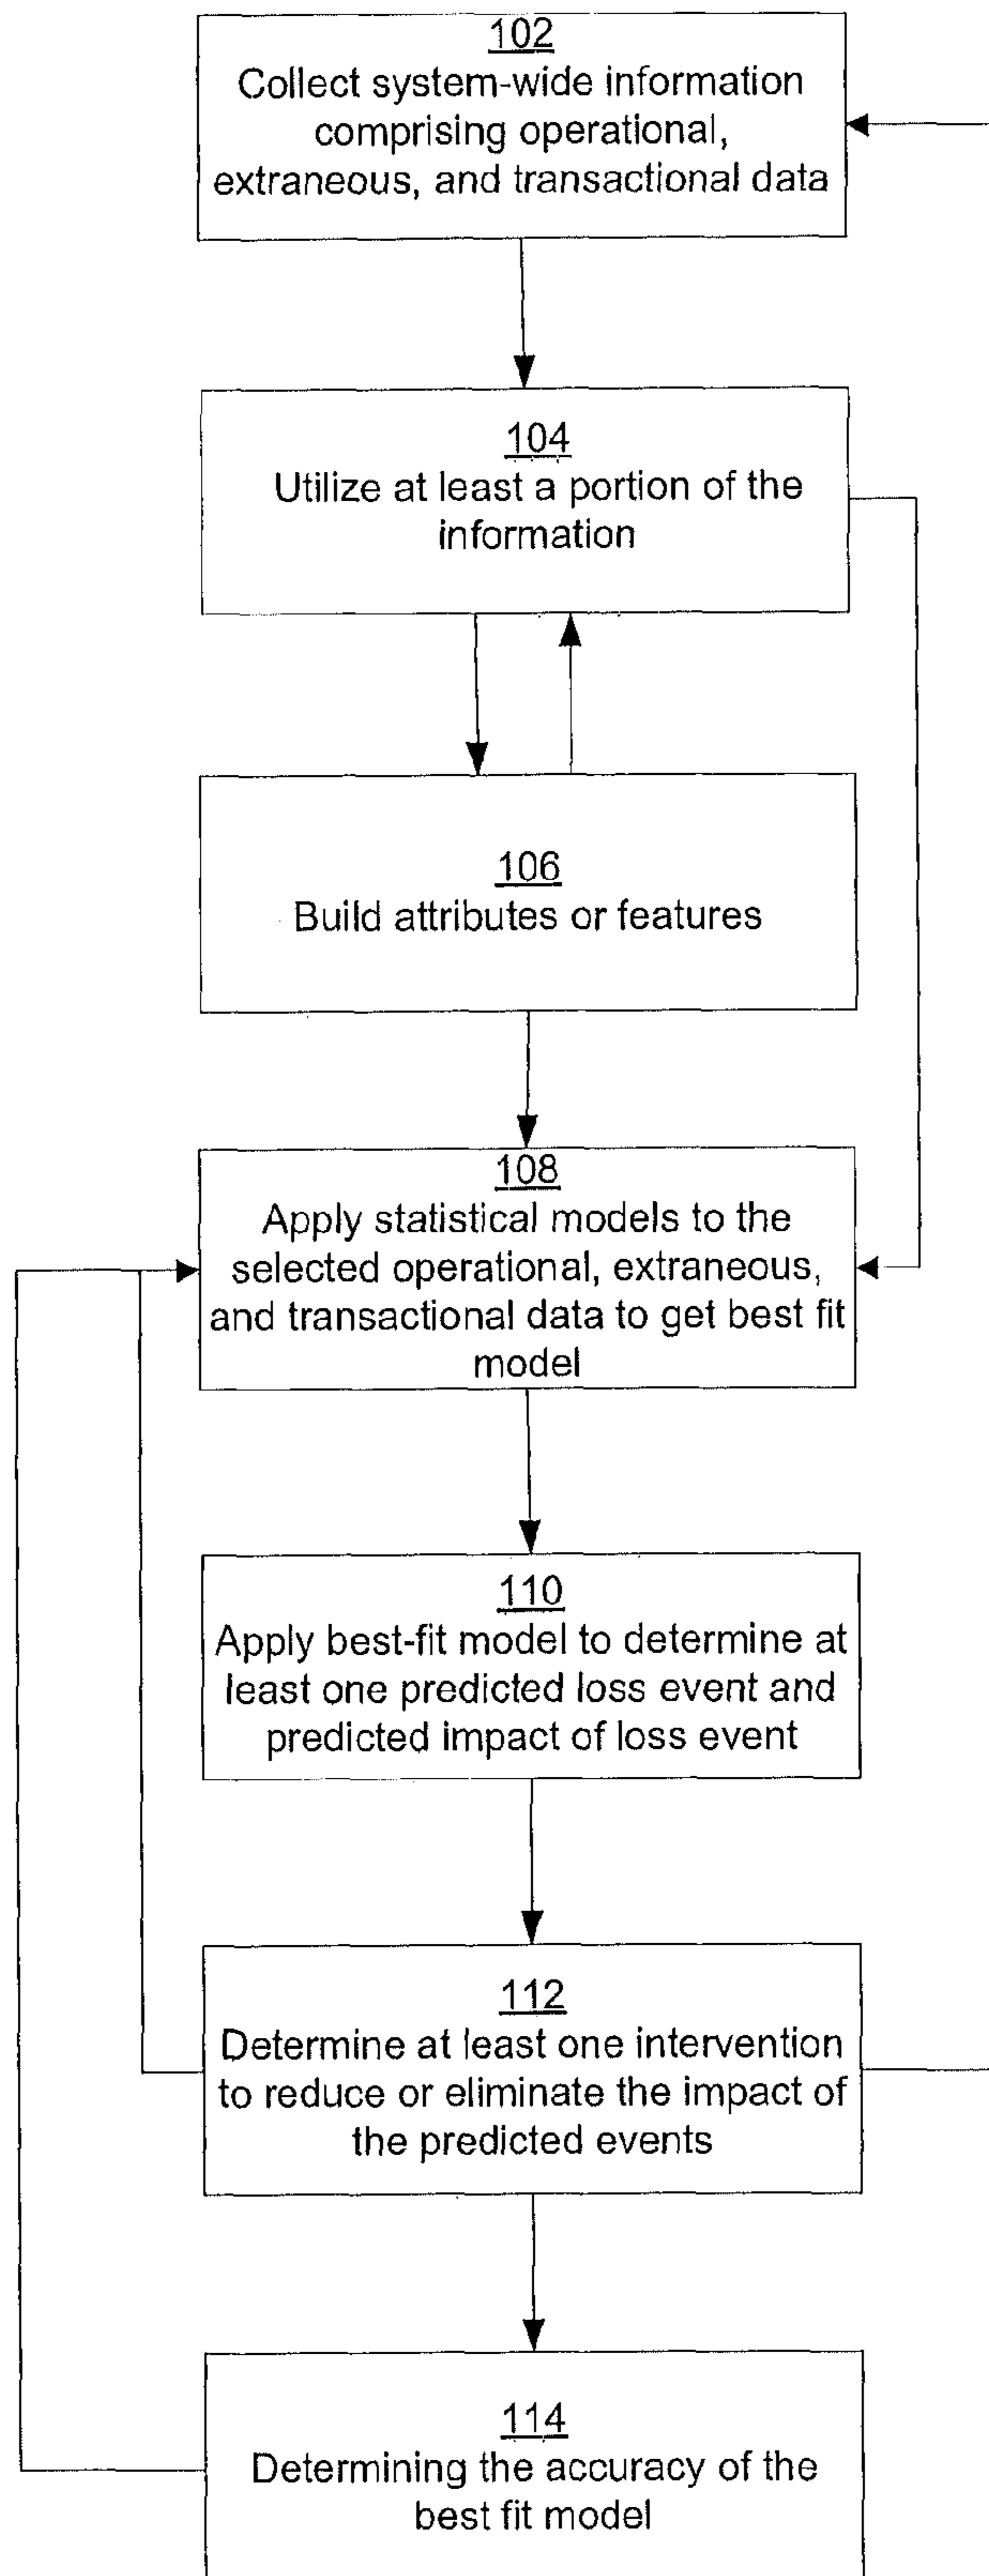 102
Collect system-wide information
comprising operational,
extraneous, and transactional data
104
Utilize at least a portion of the
information
106
Build attributes or features
108
Apply statistical models to the
selected operational, extraneous,
and transactional data to get best fit
model
110
Apply best-fit model to determine at
least one predicted loss event and
predicted impact of loss event
112
Determine at least one intervention
to reduce or eliminate the impact of
the predicted events
114
Determining the accuracy of the
best fit model